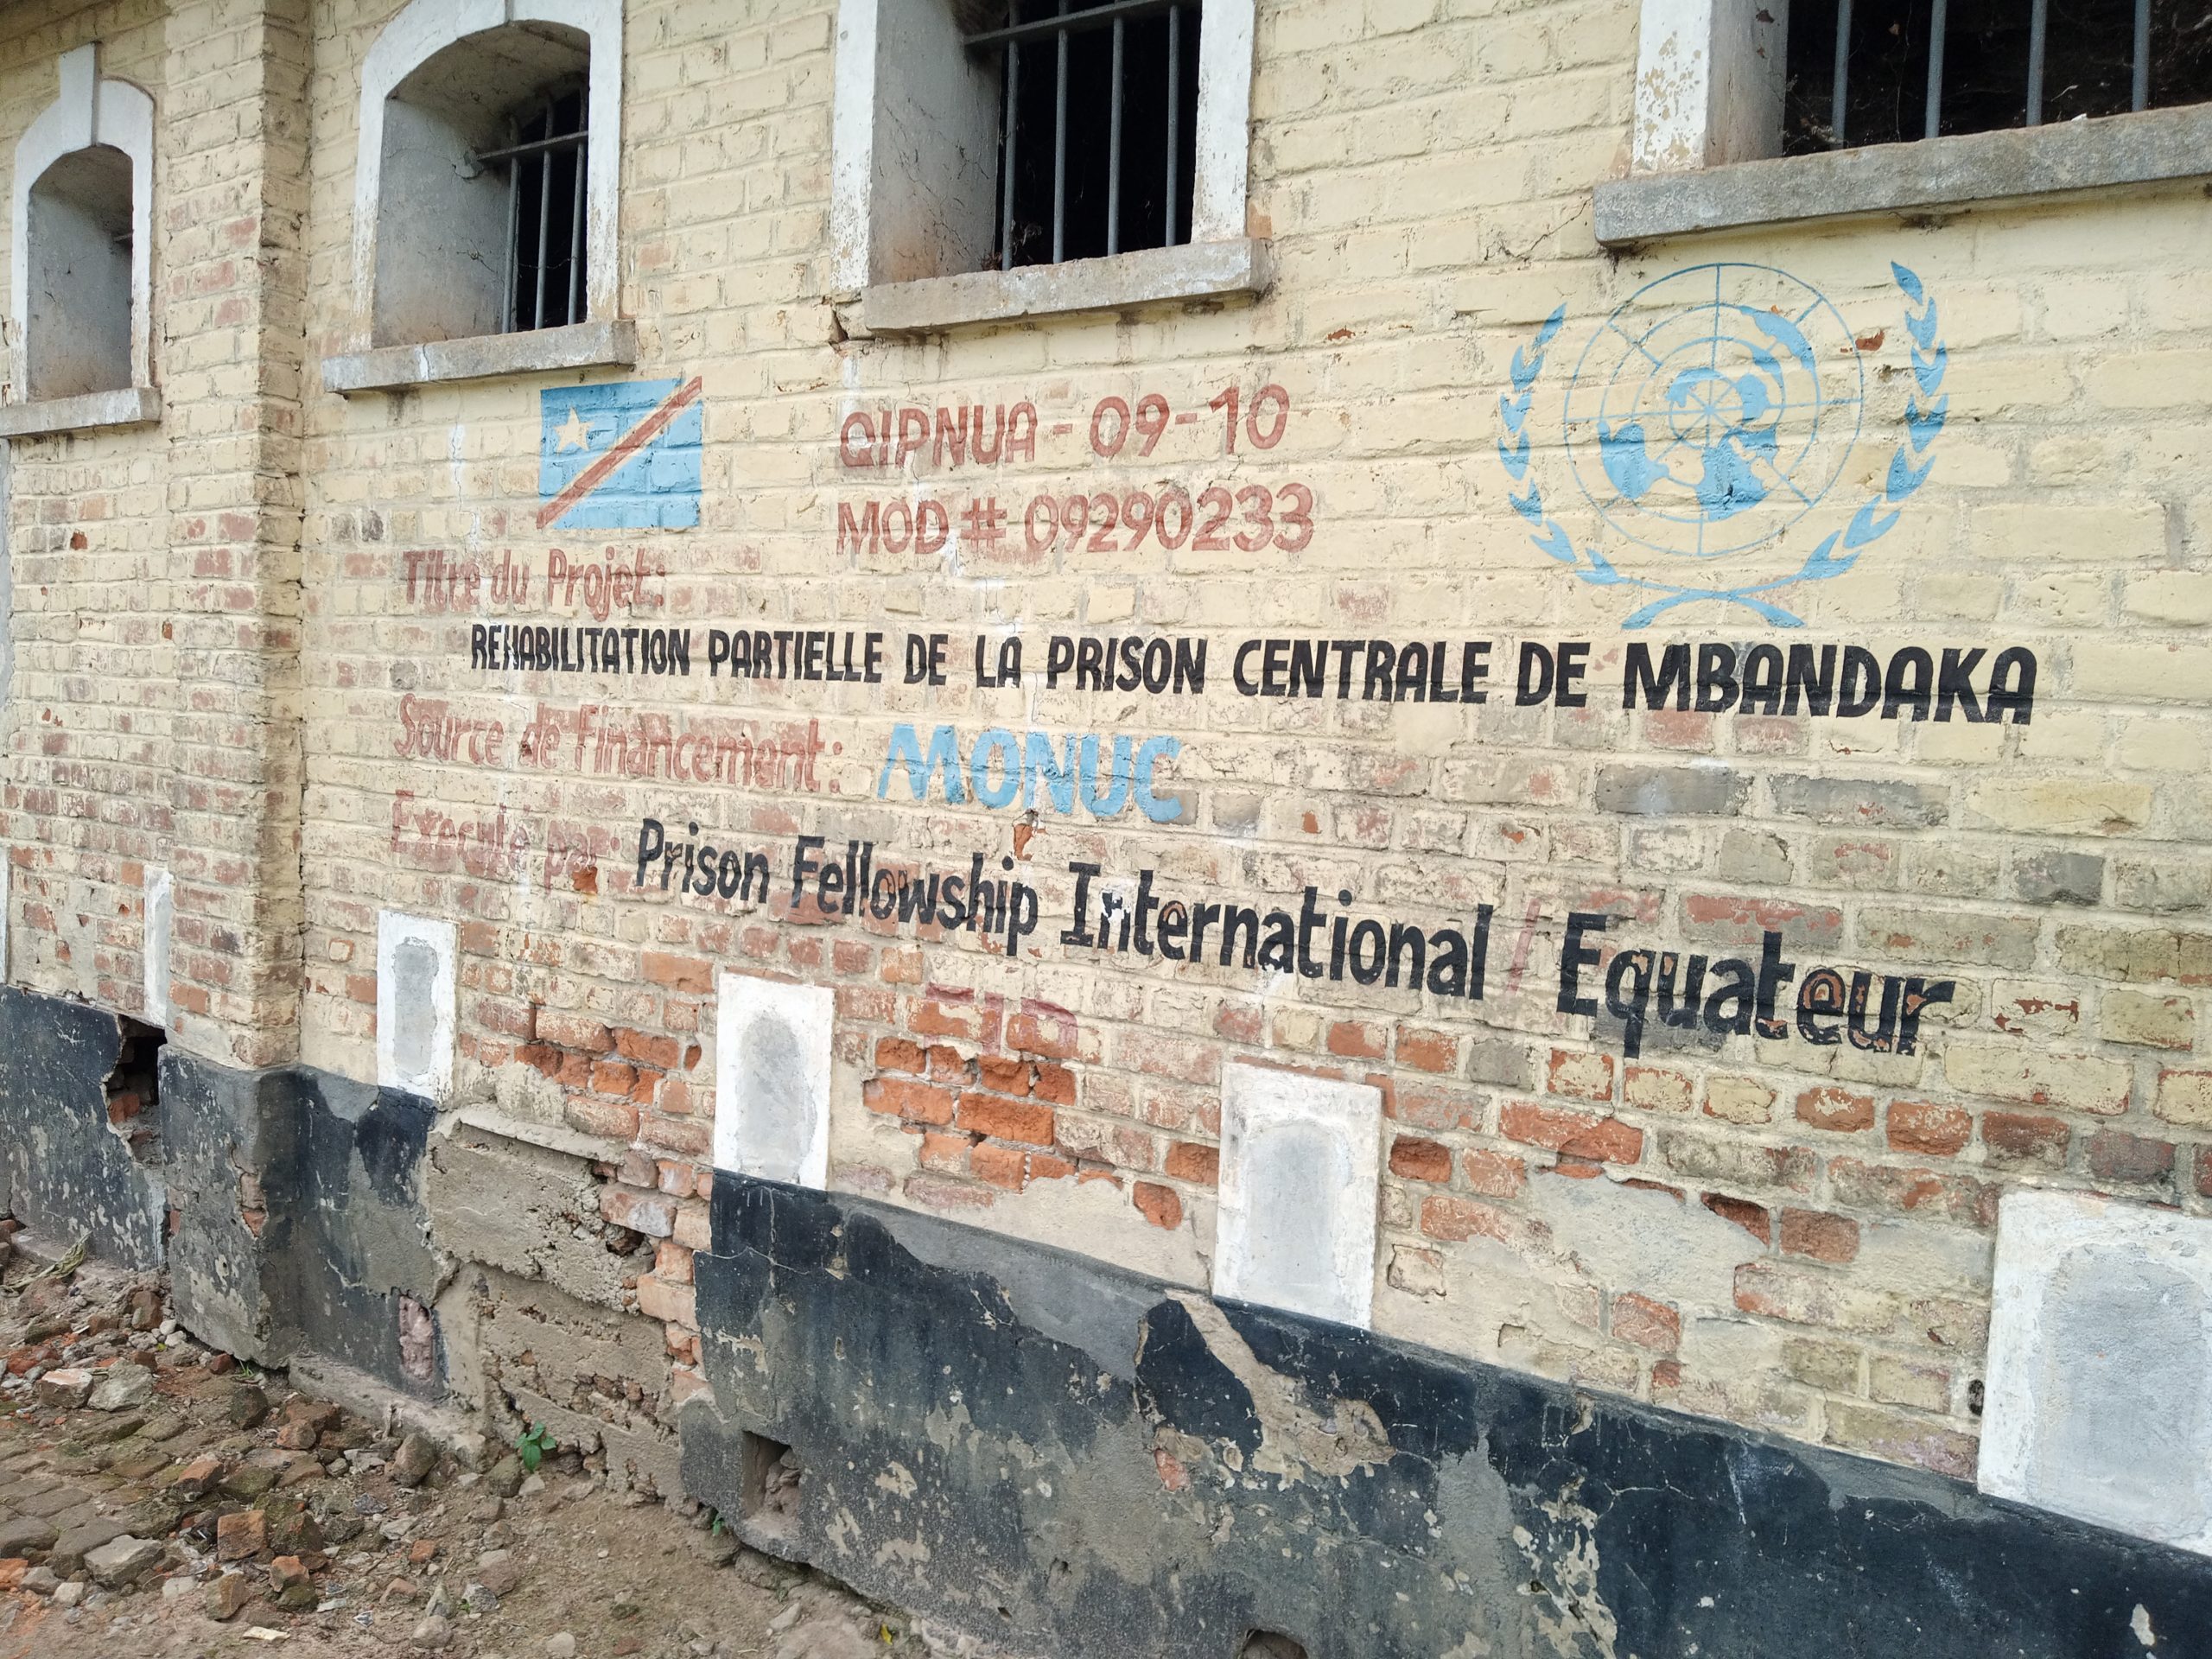 QIPNUA - 09-10
MOD # 09290233
Titre du Projet:
REHABILITATION PARTIELLE DE LA PRISON CENTRALE DE MBANDAKA
Source de Financement: MONUC
Exécuté par: Prison Fellowship International / Equateur